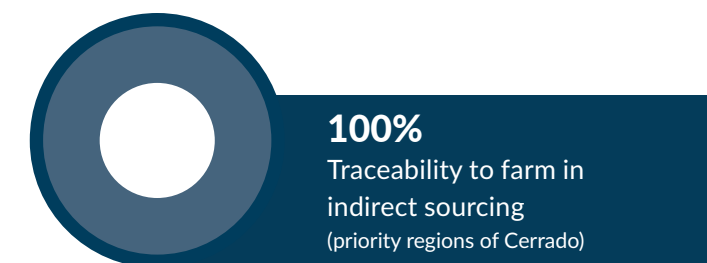 100%
Traceability to farm in
indirect sourcing
(priority regions of Cerrado)